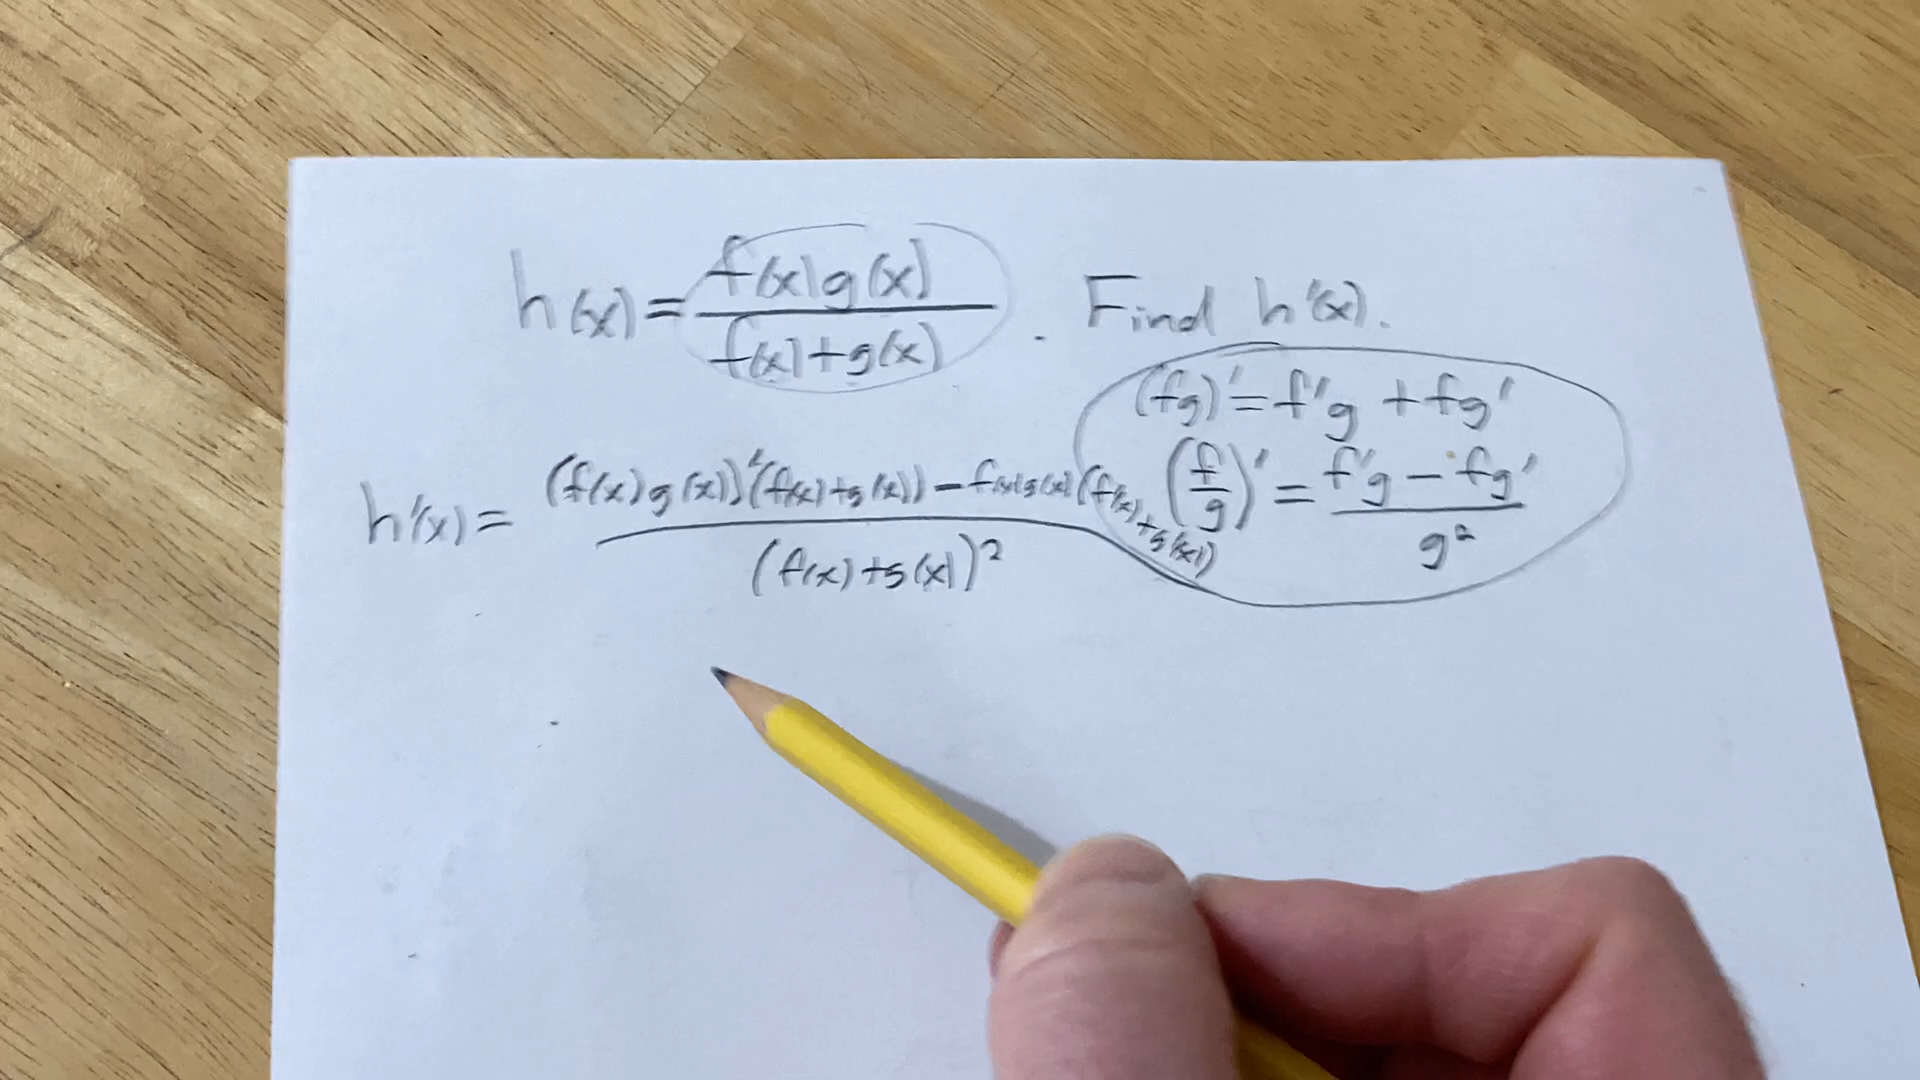 h(x) = f(x)g(x) / f(x)+g(x) . Find h'(x).
(fg)' = f'g + fg'
(f/g)' = f'g - fg' / g²
h'(x) = (f(x)g(x))'(f(x)+g(x)) - f(x)g(x)(f(x)+g(x)) / (f(x)+g(x))²